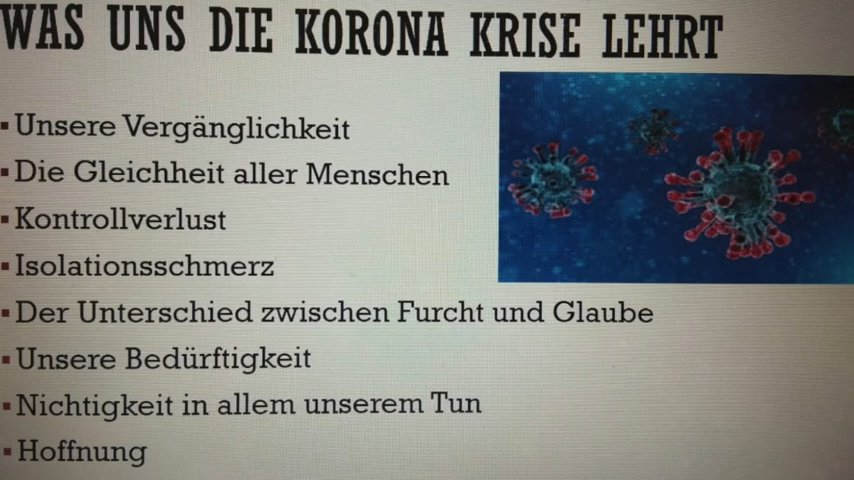 WAS UNS DIE KORONA KRISE LEHRT
▪ Unsere Vergänglichkeit
▪ Die Gleichheit aller Menschen
▪ Kontrollverlust
▪ Isolationsschmerz
▪ Der Unterschied zwischen Furcht und Glaube
▪ Unsere Bedürftigkeit
▪ Nichtigkeit in allem unserem Tun
▪ Hoffnung